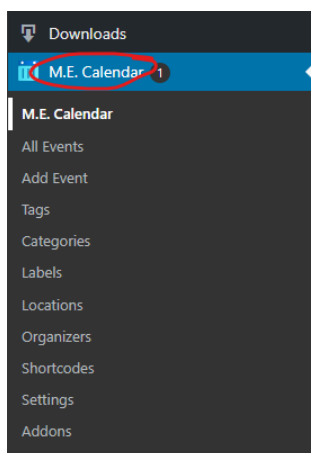 Downloads
M.E. Calendar 1
M.E. Calendar
All Events
Add Event
Tags
Categories
Labels
Locations
Organizers
Shortcodes
Settings
Addons